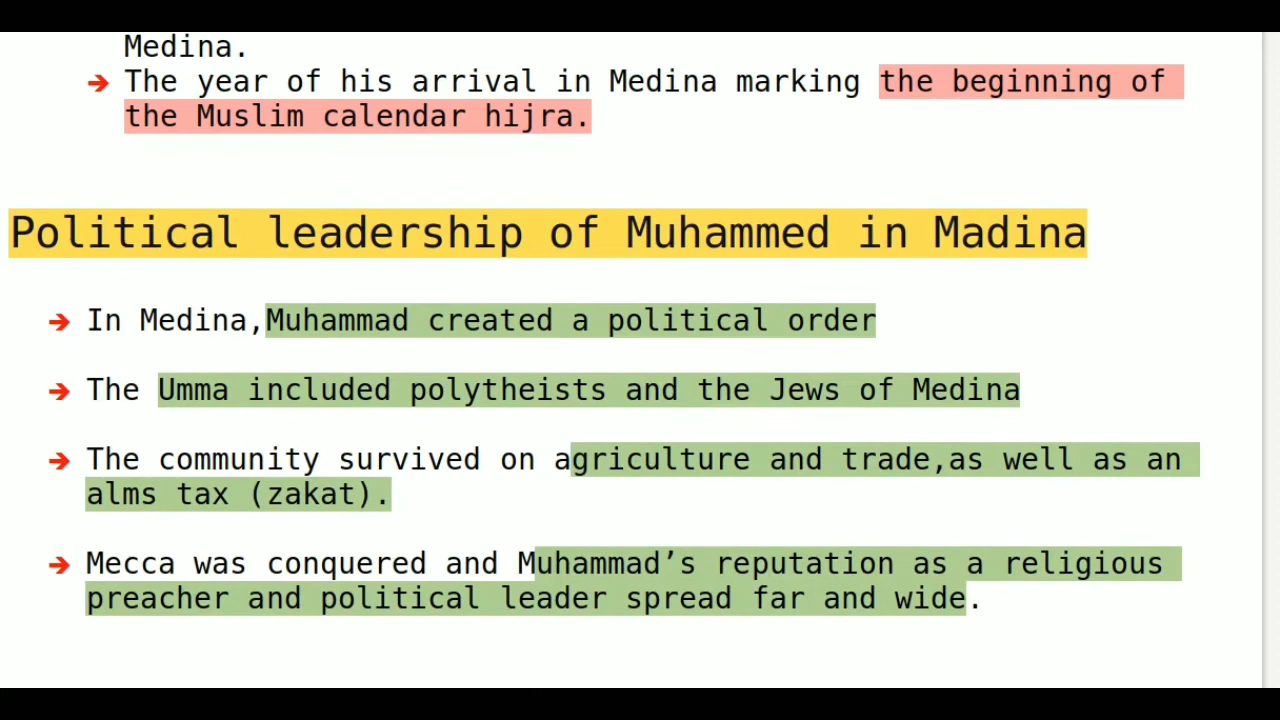 Medina.
➔ The year of his arrival in Medina marking the beginning of
the Muslim calendar hijra.
Political leadership of Muhammed in Madina
➔ In Medina,Muhammad created a political order
➔ The Umma included polytheists and the Jews of Medina
➔ The community survived on agriculture and trade,as well as an
alms tax (zakat).
➔ Mecca was conquered and Muhammad’s reputation as a religious
preacher and political leader spread far and wide.